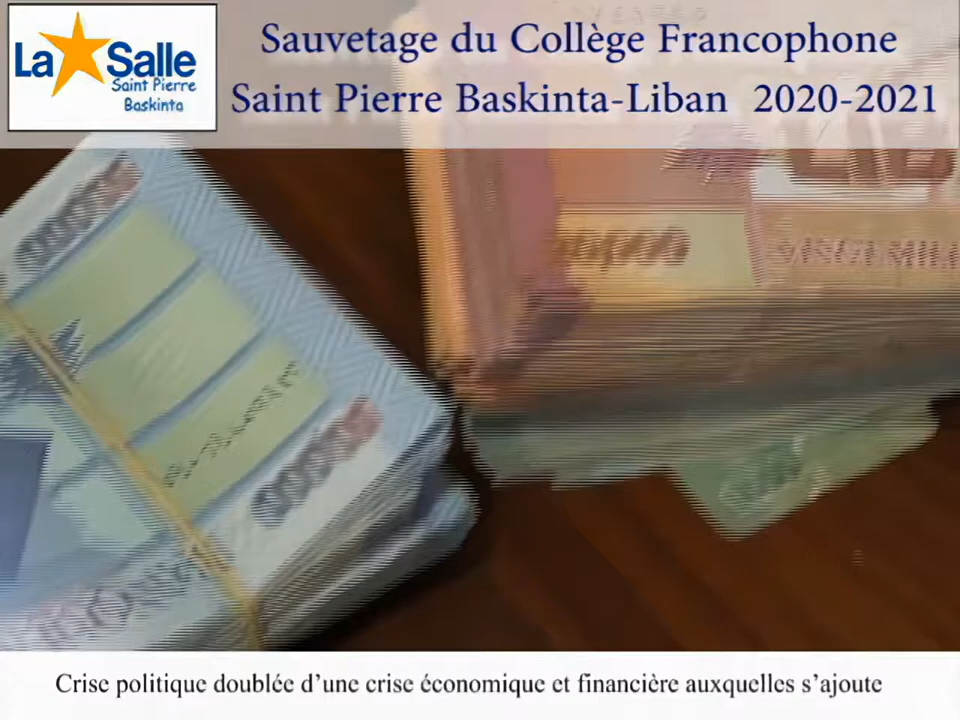 La Salle
Saint Pierre
Baskinta
Sauvetage du Collège Francophone
Saint Pierre Baskinta-Liban 2020-2021
Crise politique doublée d'une crise économique et financière auxquelles s'ajoute